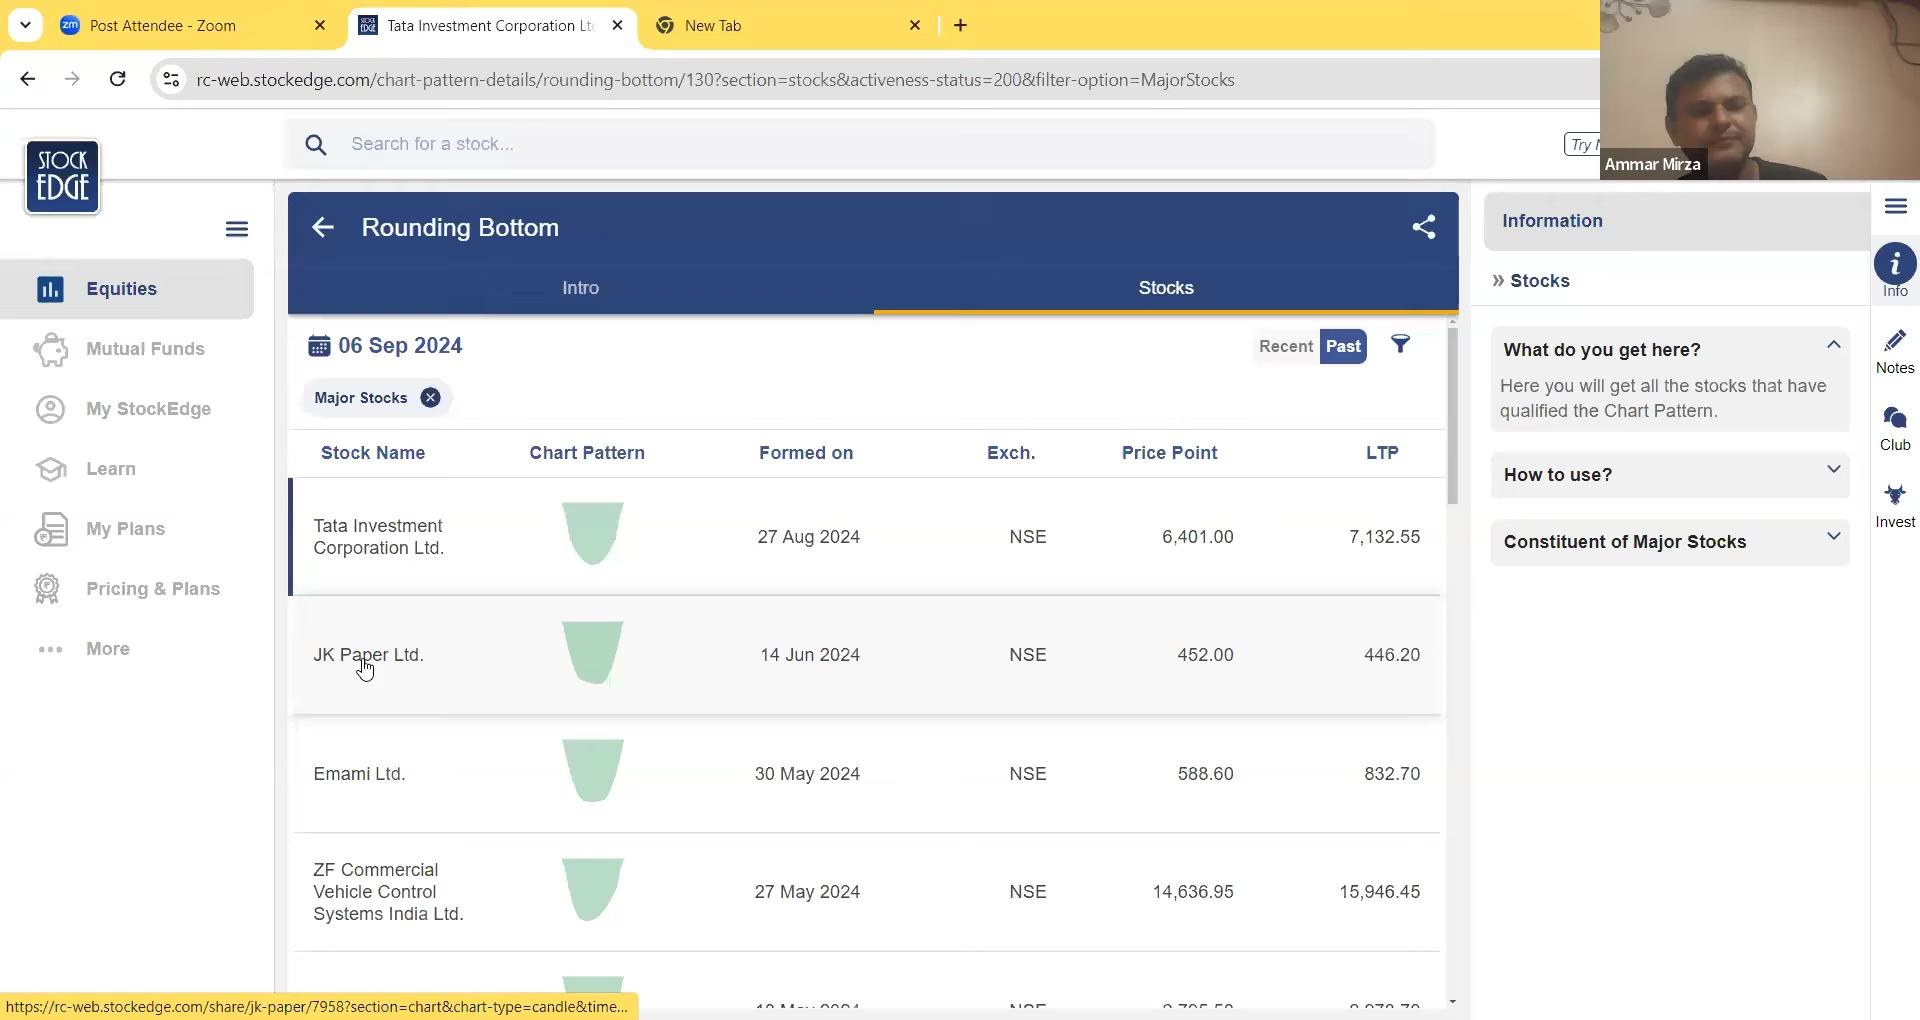 zm Post Attendee - Zoom
Tata Investment Corporation Ltd
New Tab
rc-web.stockedge.com/chart-pattern-details/rounding-bottom/130?section=stocks&activeness-status=200&filter-option=MajorStocks
STOCK
EDGE
Search for a stock...
Try
Ammar Mirza
Equities
Mutual Funds
My StockEdge
Learn
My Plans
Pricing & Plans
More
Rounding Bottom
Intro
Stocks
06 Sep 2024
Recent
Past
Major Stocks
Stock Name Chart Pattern Formed on Exch. Price Point LTP
Tata Investment
Corporation Ltd.
27 Aug 2024 NSE 6,401.00 7,132.55
JK Paper Ltd. 14 Jun 2024 NSE 452.00 446.20
Emami Ltd. 30 May 2024 NSE 588.60 832.70
ZF Commercial
Vehicle Control
Systems India Ltd.
27 May 2024 NSE 14,636.95 15,946.45
Information
» Stocks
What do you get here?
Here you will get all the stocks that have
qualified the Chart Pattern.
How to use?
Constituent of Major Stocks
Info
Notes
Club
Invest
https://rc-web.stockedge.com/share/jk-paper/7958?section=chart&chart-type=candle&time...